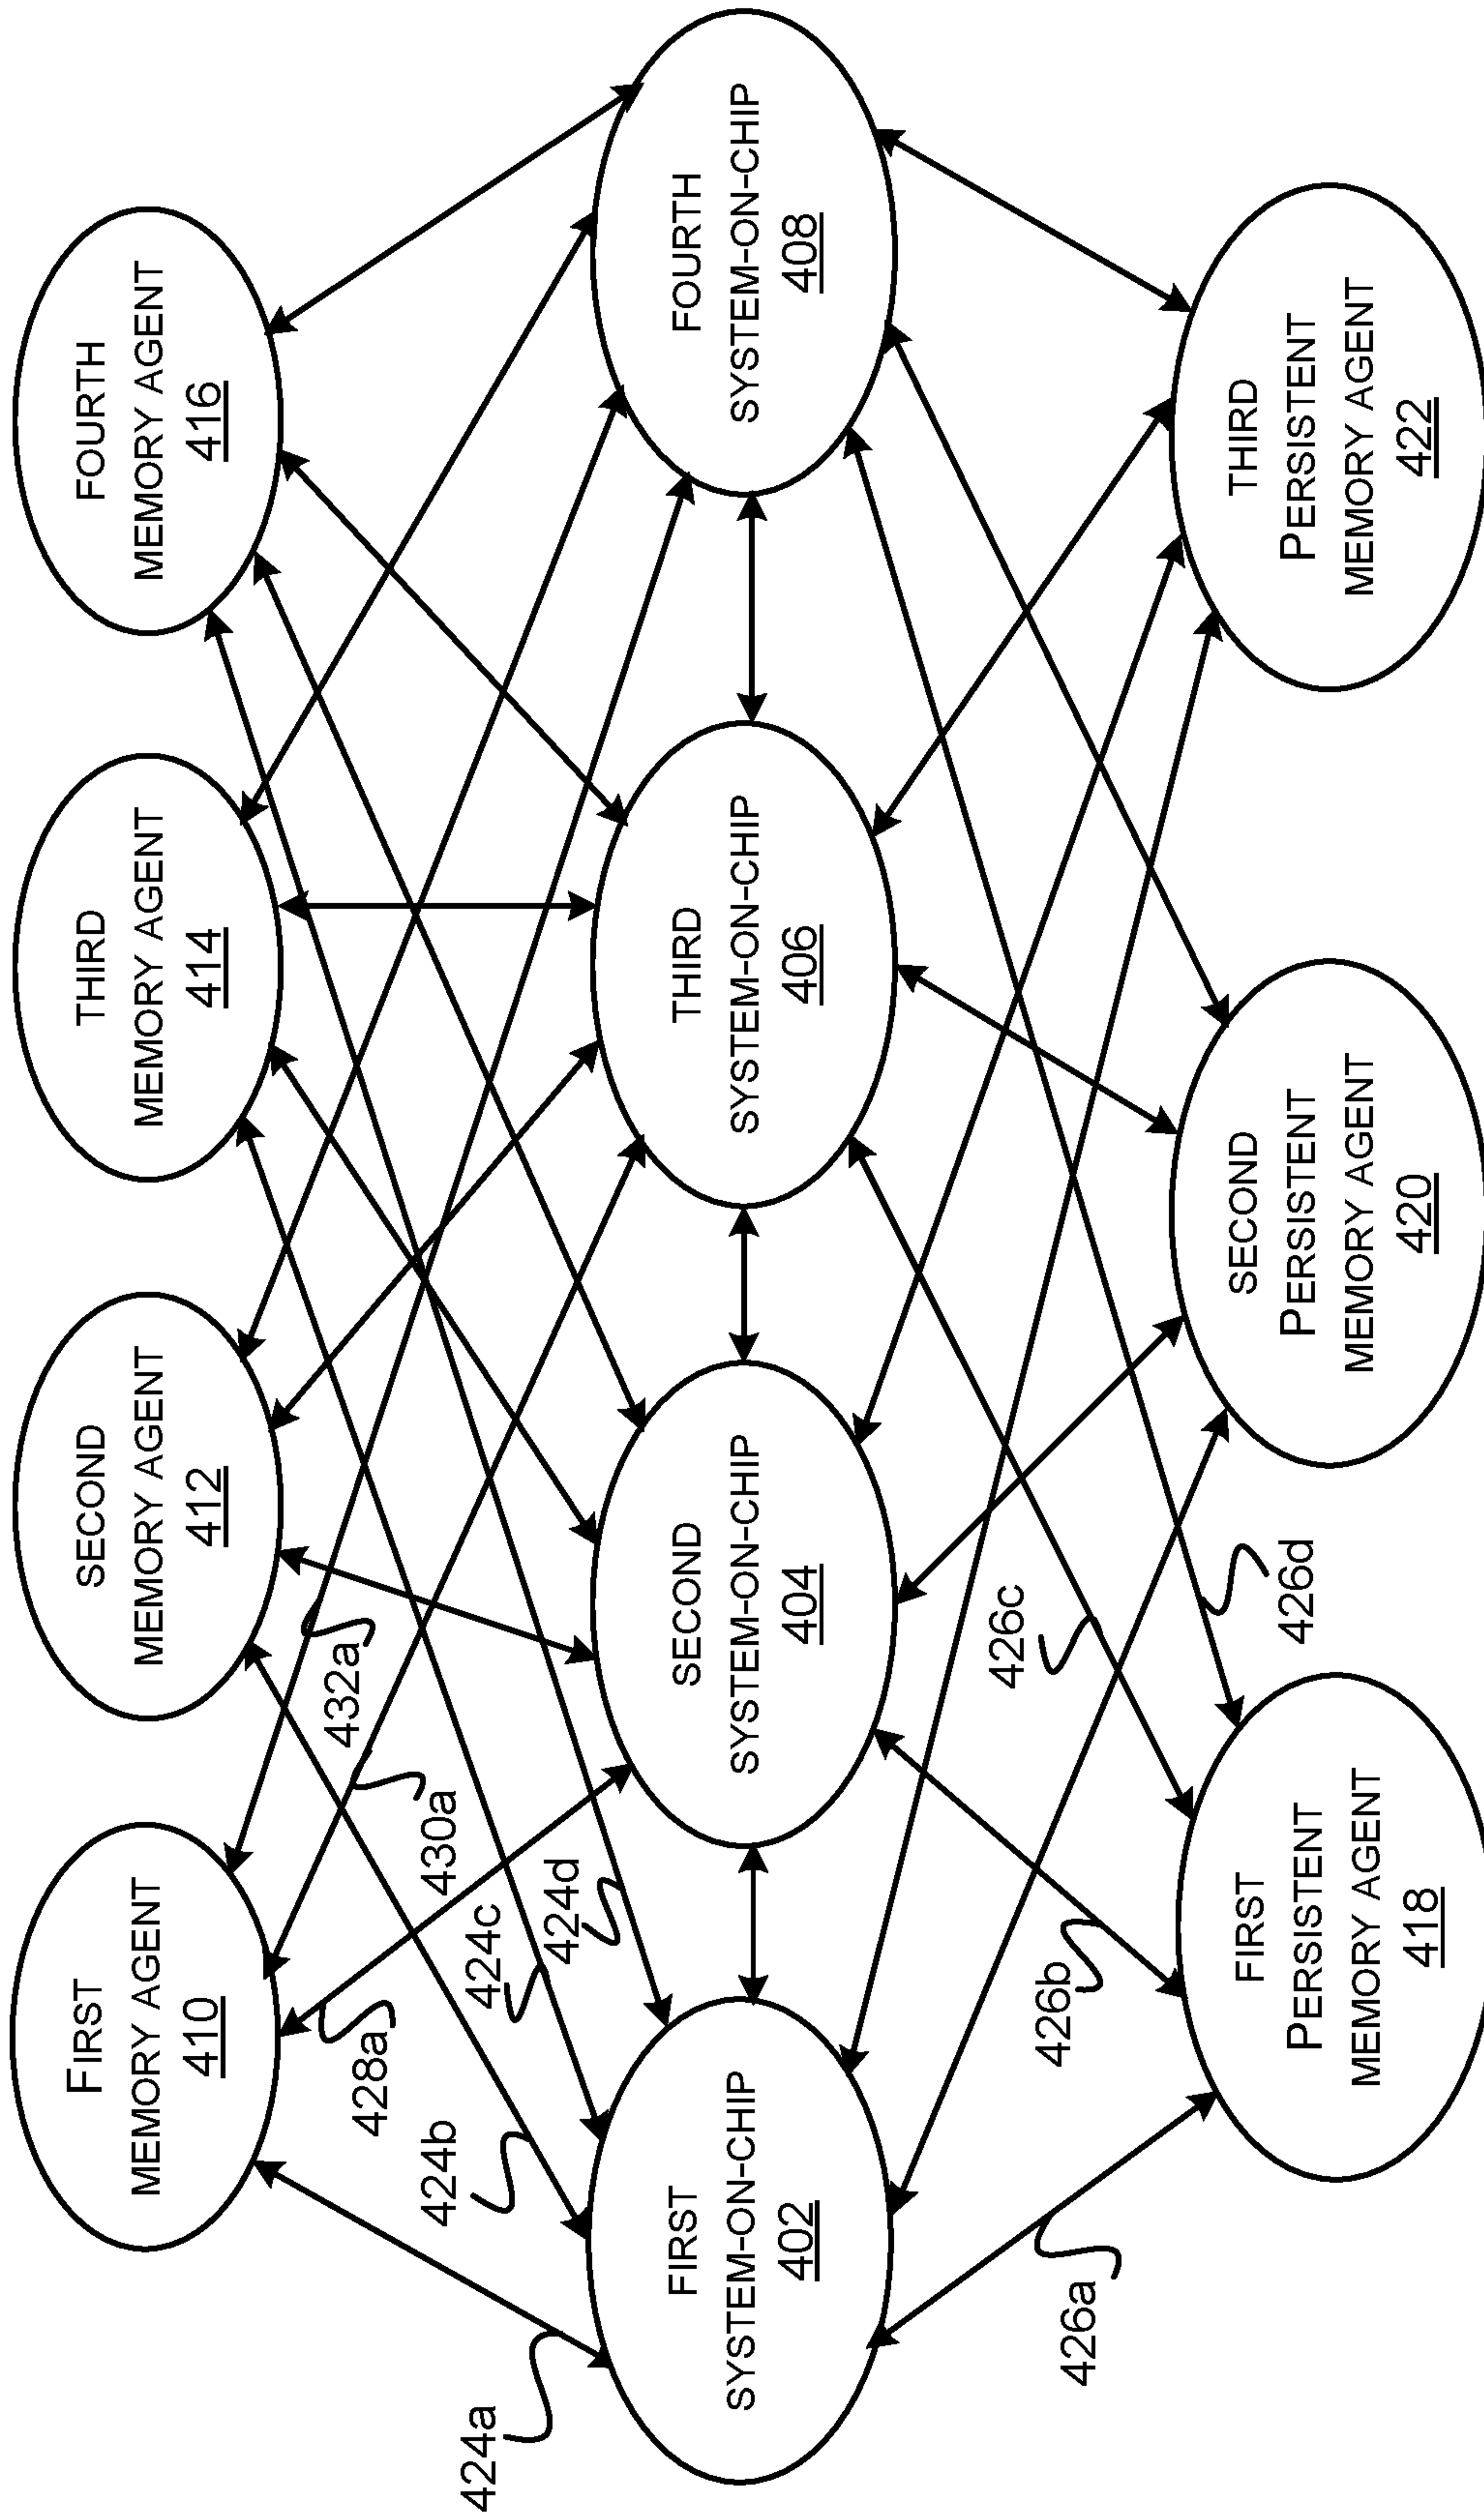 FIRST
MEMORY AGENT
410
SECOND
MEMORY AGENT
412
THIRD
MEMORY AGENT
414
FOURTH
MEMORY AGENT
416
432a
430a
428a
424c
424d
424b
424a
FIRST
SYSTEM-ON-CHIP
402
SECOND
SYSTEM-ON-CHIP
404
THIRD
SYSTEM-ON-CHIP
406
FOURTH
SYSTEM-ON-CHIP
408
426c
426b
426a
426d
FIRST
PERSISTENT
MEMORY AGENT
418
SECOND
PERSISTENT
MEMORY AGENT
420
THIRD
PERSISTENT
MEMORY AGENT
422